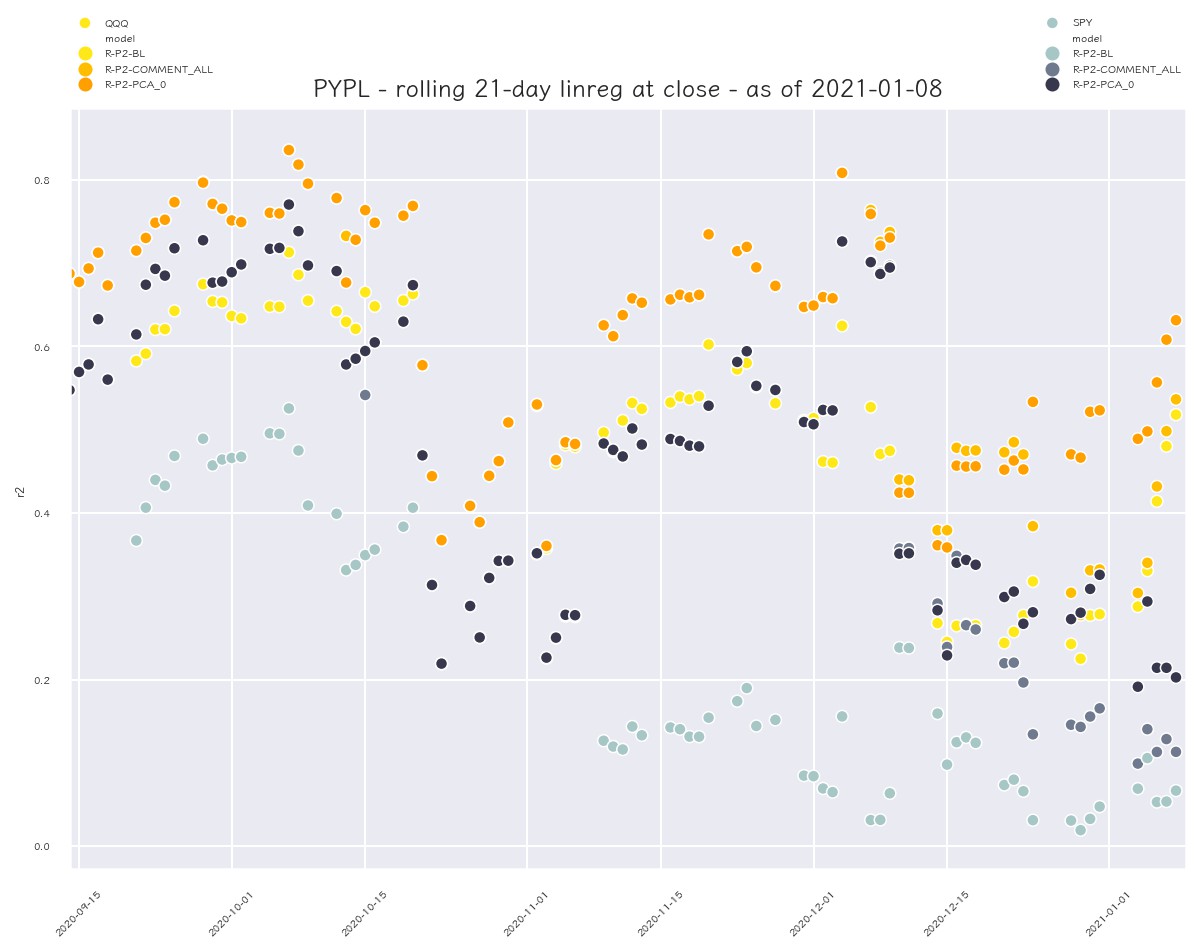 QQQ
model
R-P2-BL
R-P2-COMMENT_ALL
R-P2-PCA_0
SPY
model
R-P2-BL
R-P2-COMMENT_ALL
R-P2-PCA_0
PYPL - rolling 21-day linreg at close - as of 2021-01-08
r2
0.8
0.6
0.4
0.2
0.0
2020-09-15
2020-10-01
2020-10-15
2020-11-01
2020-11-15
2020-12-01
2020-12-15
2021-01-01